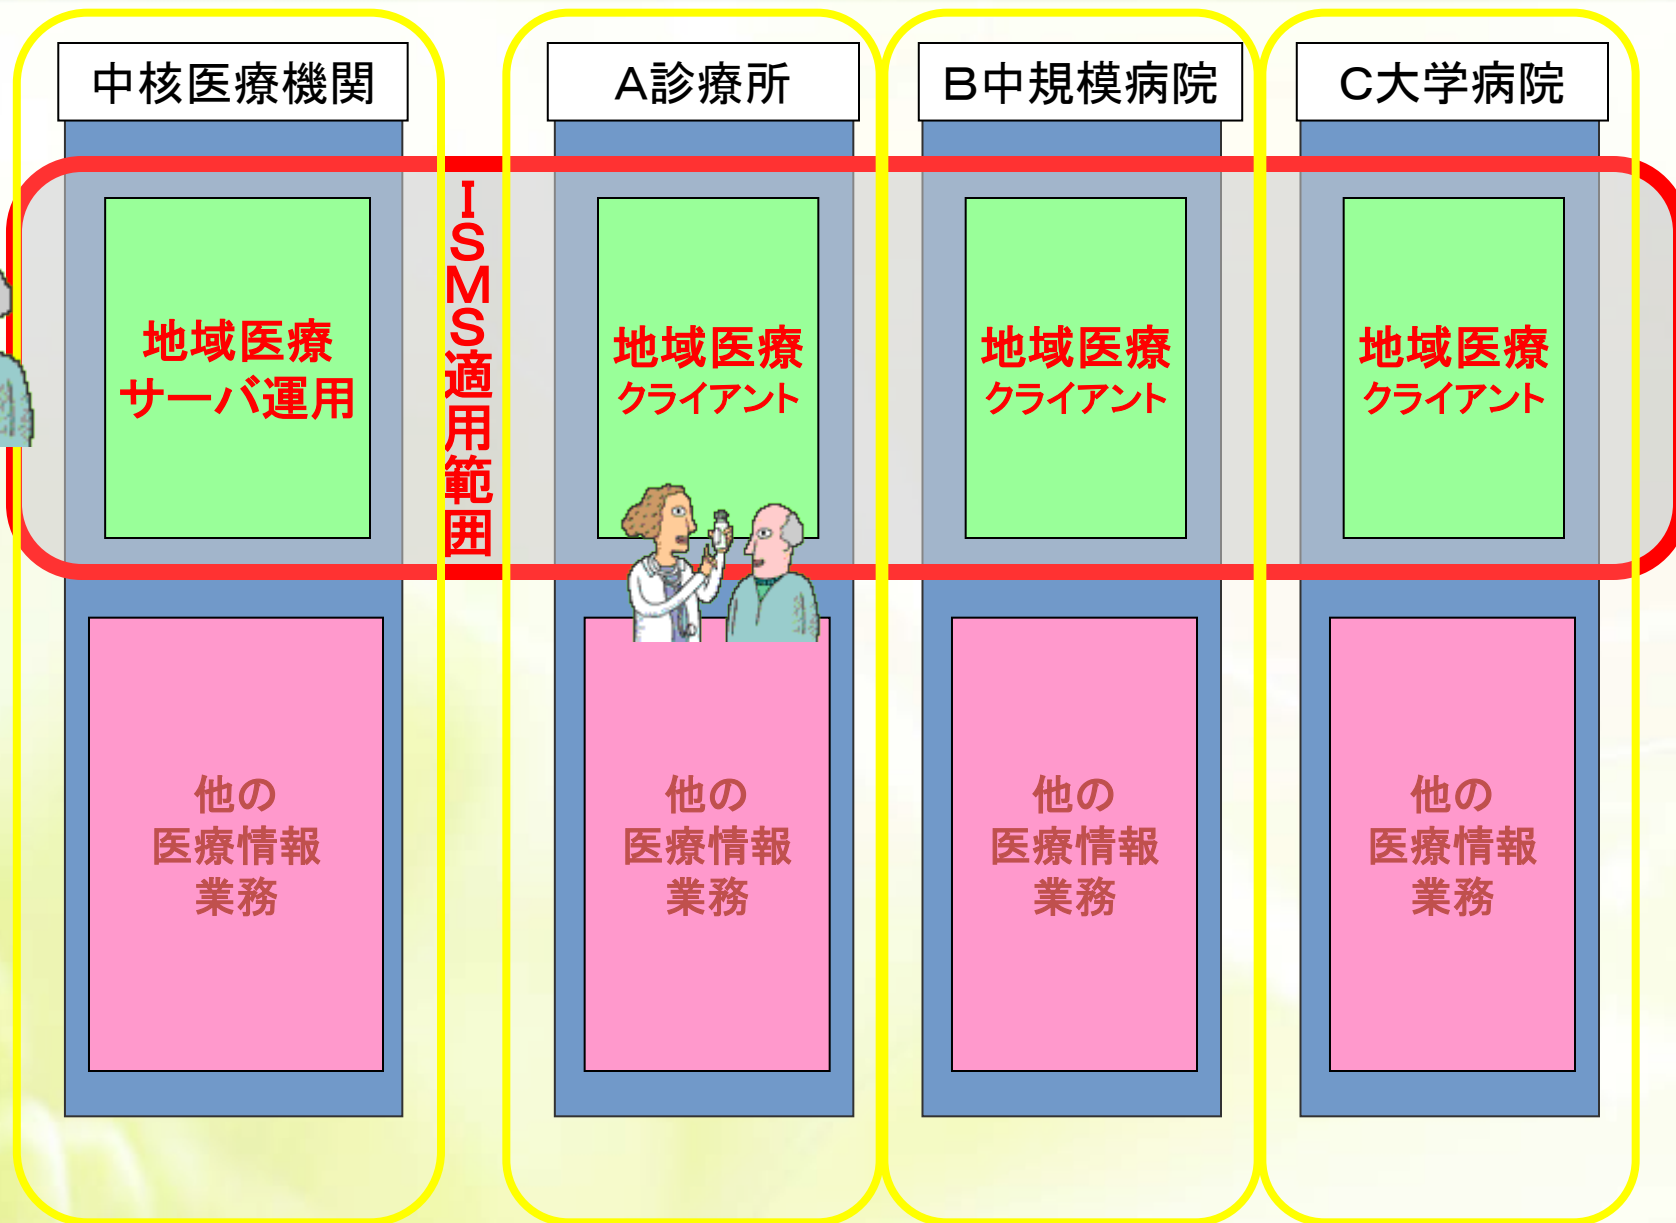 中核医療機関
A診療所
B中規模病院
C大学病院
ISMS適用範囲
地域医療
サーバ運用
地域医療
クライアント
地域医療
クライアント
地域医療
クライアント
他の
医療情報
業務
他の
医療情報
業務
他の
医療情報
業務
他の
医療情報
業務